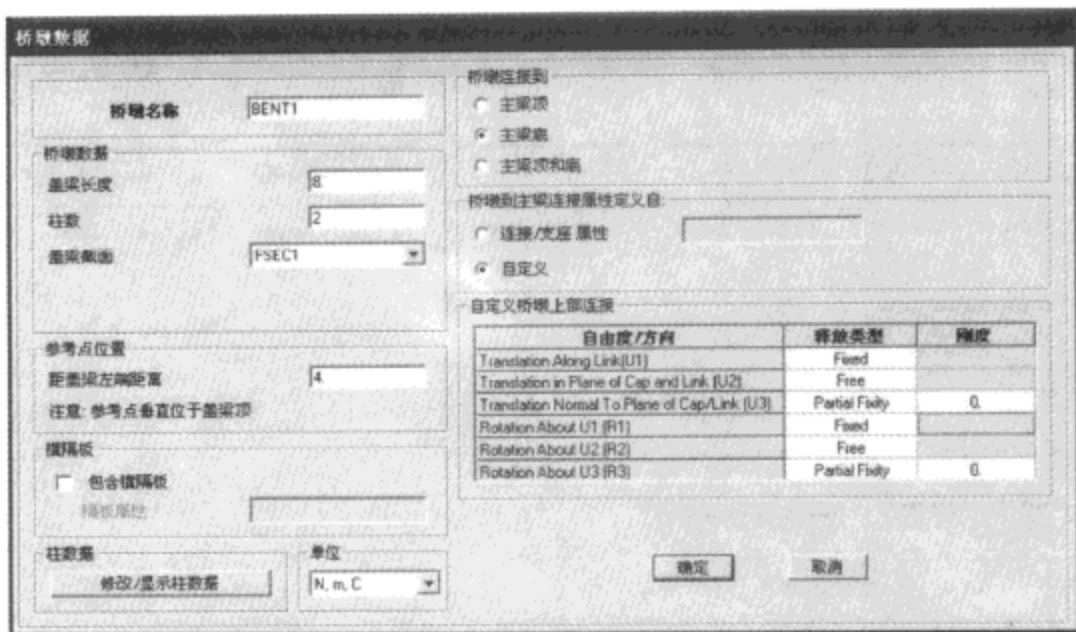 桥墩数据
桥墩名称 BENT1
桥墩数据
盖梁长度 8.
柱数 2
盖梁截面 FSEC1
参考点位置
距盖梁左端距离 4.
注意: 参考点垂直位于盖梁顶
横隔板
包含横隔板
隔板属性
柱数据
修改/显示柱数据
单位
N, m, C
桥墩连接到
主梁顶
主梁底
主梁顶和底
桥墩到主梁连接属性定义自:
连接/支座 属性
自定义
自定义桥墩上部连接
自由度/方向 释放类型 刚度
Translation Along Link(U1) Fixed
Translation in Plane of Cap and Link (U2) Free
Translation Normal To Plane of Cap/Link (U3) Partial Fixity 0.
Rotation About U1 (R1) Fixed
Rotation About U2 (R2) Free
Rotation About U3 (R3) Partial Fixity 0.
确定 取消